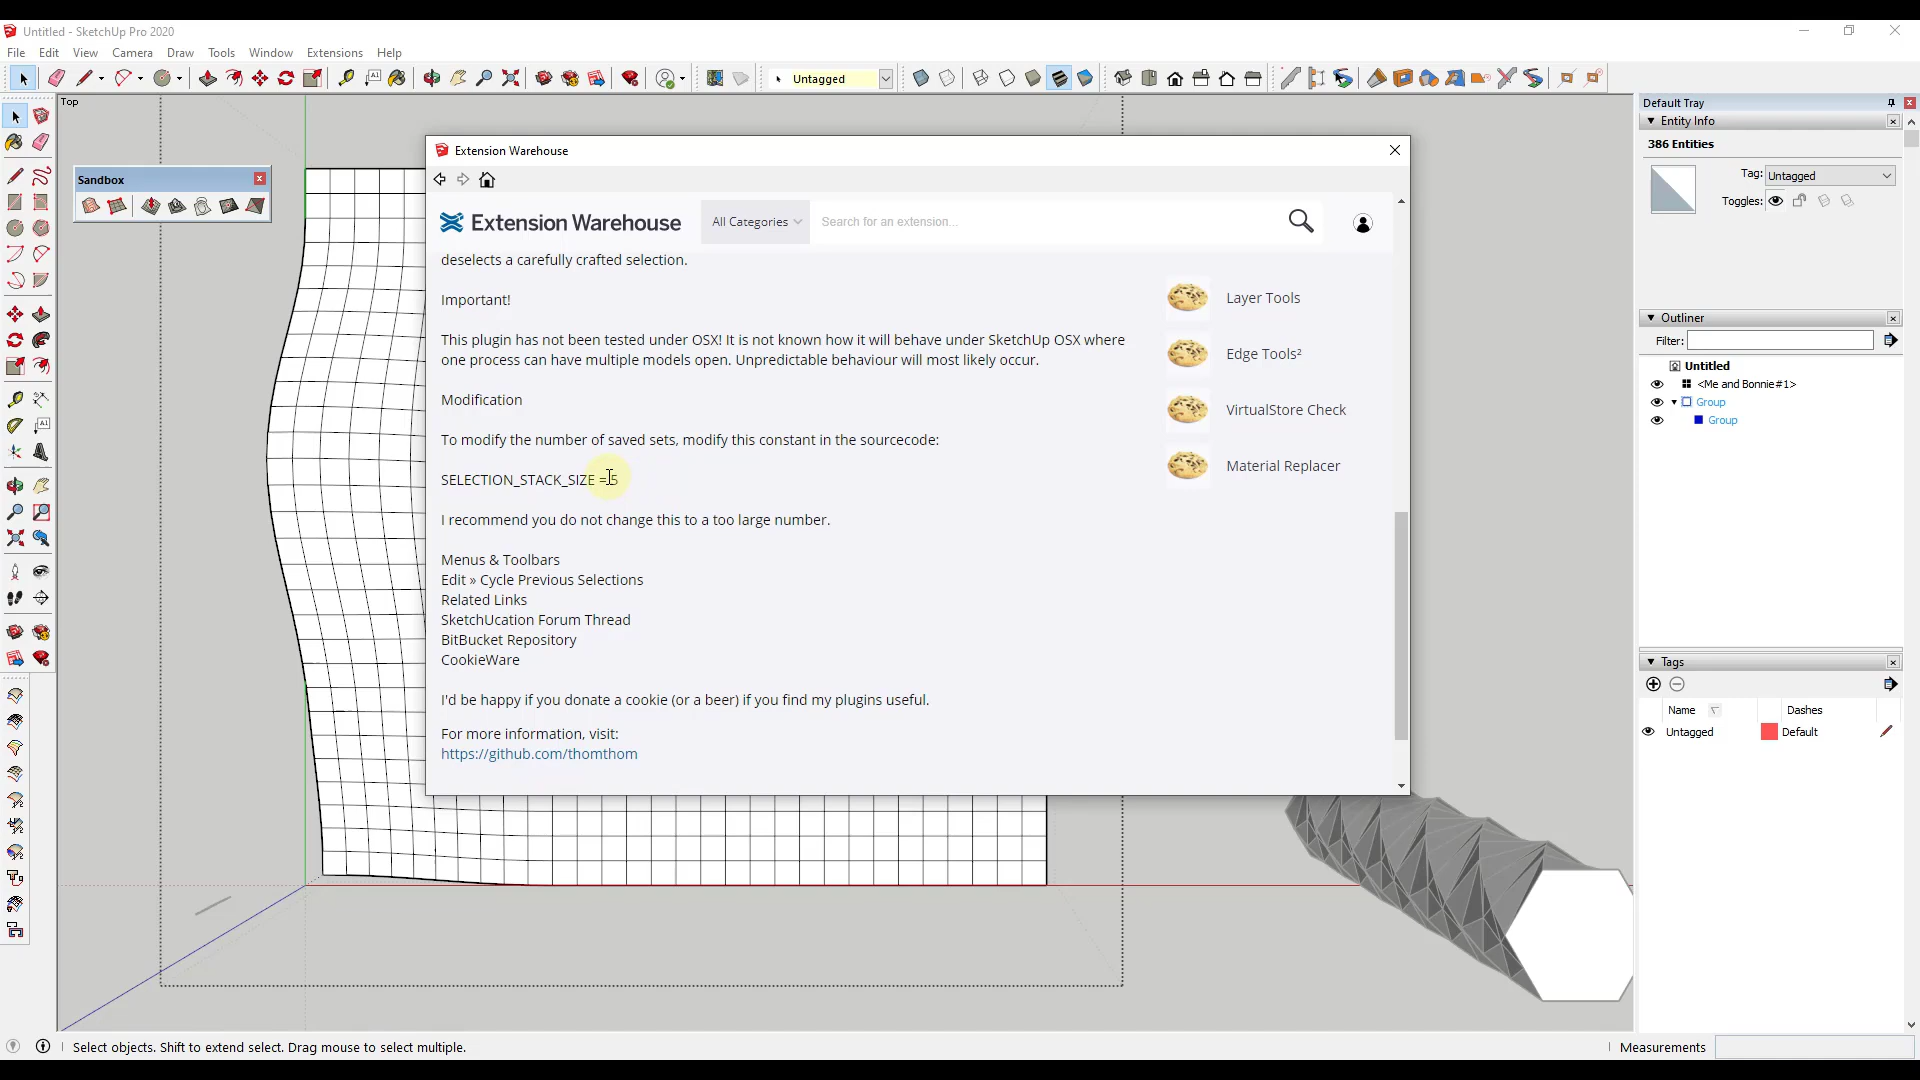 Untitled - SketchUp Pro 2020
File Edit View Camera Draw Tools Window Extensions Help
Untagged
Top
Sandbox
Extension Warehouse
Extension Warehouse
All Categories
Search for an extension...
deselects a carefully crafted selection.
Important!
This plugin has not been tested under OSX! It is not known how it will behave under SketchUp OSX where
one process can have multiple models open. Unpredictable behaviour will most likely occur.
Modification
To modify the number of saved sets, modify this constant in the sourcecode:
SELECTION_STACK_SIZE = 5
I recommend you do not change this to a too large number.
Menus & Toolbars
Edit » Cycle Previous Selections
Related Links
SketchUcation Forum Thread
BitBucket Repository
CookieWare
I'd be happy if you donate a cookie (or a beer) if you find my plugins useful.
For more information, visit:
https://github.com/thomthom
Layer Tools
Edge Tools²
VirtualStore Check
Material Replacer
Default Tray
Entity Info
386 Entities
Tag: Untagged
Toggles:
Outliner
Filter:
Untitled
<Me and Bonnie#1>
Group
Group
Tags
Name Dashes
Untagged Default
Select objects. Shift to extend select. Drag mouse to select multiple.
Measurements